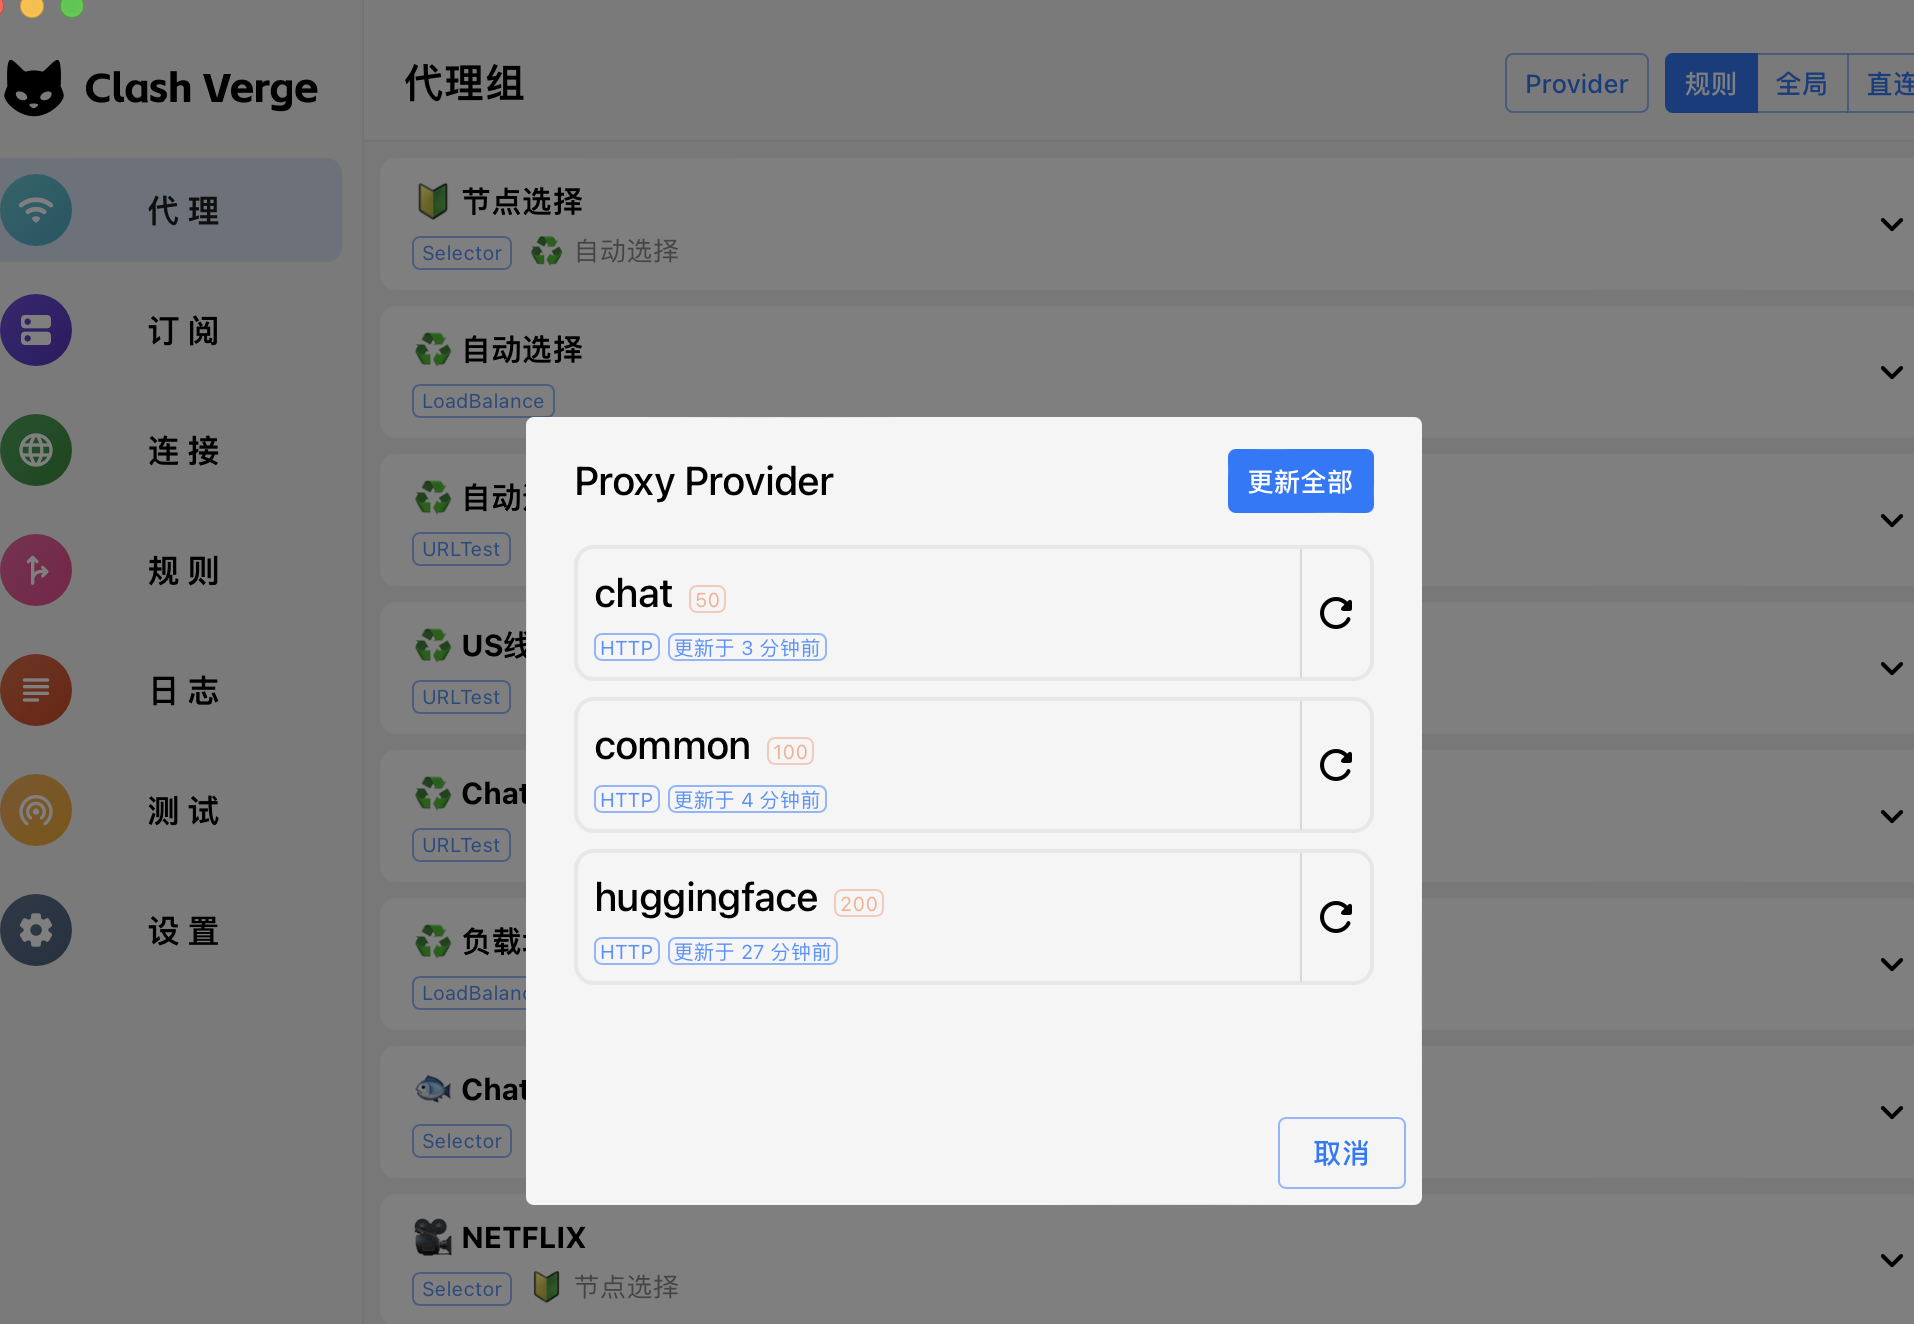 Clash Verge
代 理
订 阅
连 接
规 则
日 志
测 试
设 置
代理组
Provider
规则
全局
直连
节点选择
Selector
自动选择
自动选择
LoadBalance
自动
URLTest
US线
URLTest
Chat
URLTest
负载
LoadBalanc
Chat
Selector
NETFLIX
Selector
节点选择
Proxy Provider
更新全部
chat 50
HTTP 更新于 3 分钟前
common 100
HTTP 更新于 4 分钟前
huggingface 200
HTTP 更新于 27 分钟前
取消